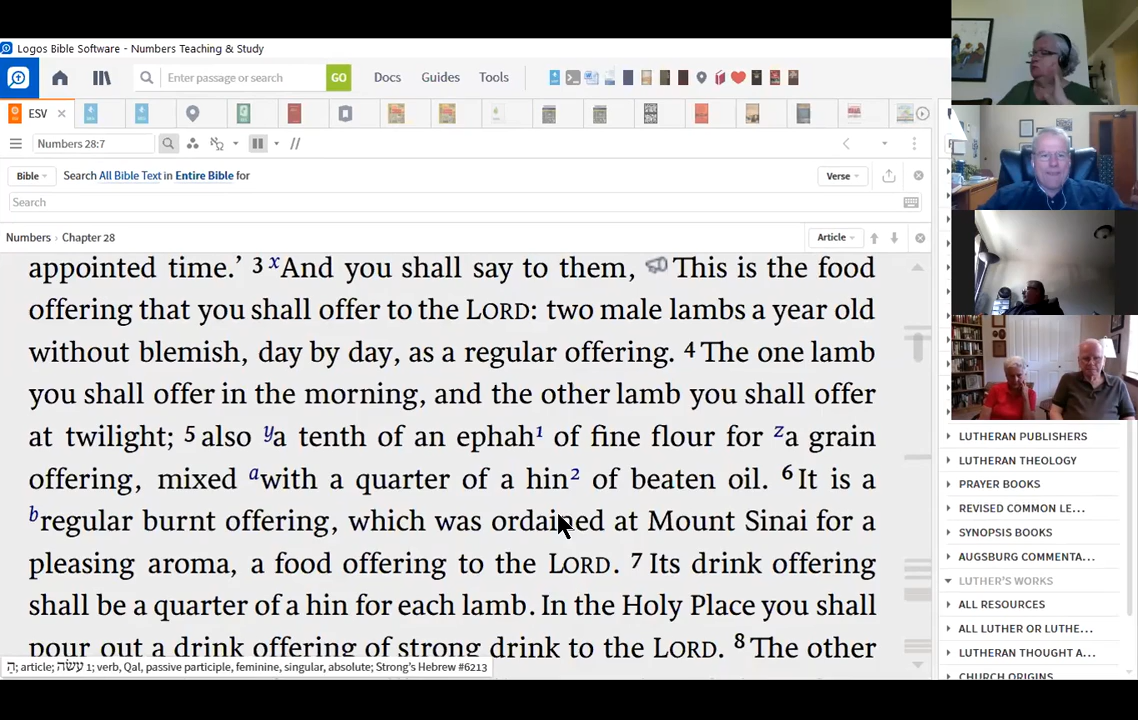 Logos Bible Software - Numbers Teaching & Study
Enter passage or search GO Docs Guides Tools
ESV
Numbers 28:7
Bible Search All Bible Text in Entire Bible for Verse
Search
Numbers › Chapter 28 Article
appointed time.’ 3 x And you shall say to them, This is the food
offering that you shall offer to the LORD: two male lambs a year old
without blemish, day by day, as a regular offering. 4 The one lamb
you shall offer in the morning, and the other lamb you shall offer
at twilight; 5 also y a tenth of an ephah1 of fine flour for z a grain
offering, mixed a with a quarter of a hin2 of beaten oil. 6 It is a
b regular burnt offering, which was ordained at Mount Sinai for a
pleasing aroma, a food offering to the LORD. 7 Its drink offering
shall be a quarter of a hin for each lamb. In the Holy Place you shall
pour out a drink offering of strong drink to the LORD. 8 The other
הַ; article; עשׂה 1; verb, Qal, passive participle, feminine, singular, absolute; Strong's Hebrew #6213
LUTHERAN PUBLISHERS
LUTHERAN THEOLOGY
PRAYER BOOKS
REVISED COMMON LE...
SYNOPSIS BOOKS
AUGSBURG COMMENTA...
LUTHER'S WORKS
ALL RESOURCES
ALL LUTHER OR LUTHE...
LUTHERAN THOUGHT A...
CHURCH ORIGINS